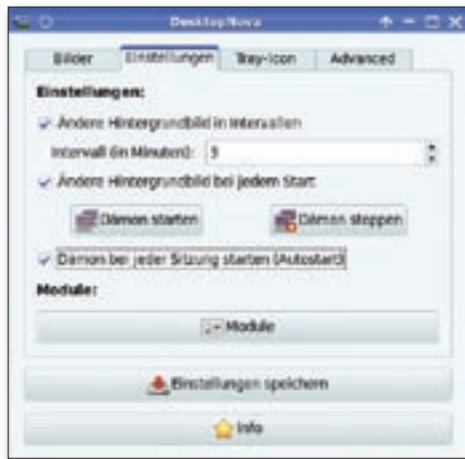 DesktopNova
Bilder Einstellungen Tray-Icon Advanced
Einstellungen:
Ändere Hintergrundbild in Intervallen
Intervall (in Minuten): 3
Ändere Hintergrundbild bei jedem Start
Dämon starten Dämon stoppen
Dämon bei jeder Sitzung starten (Autostart)
Module:
Module
Einstellungen speichern
Info